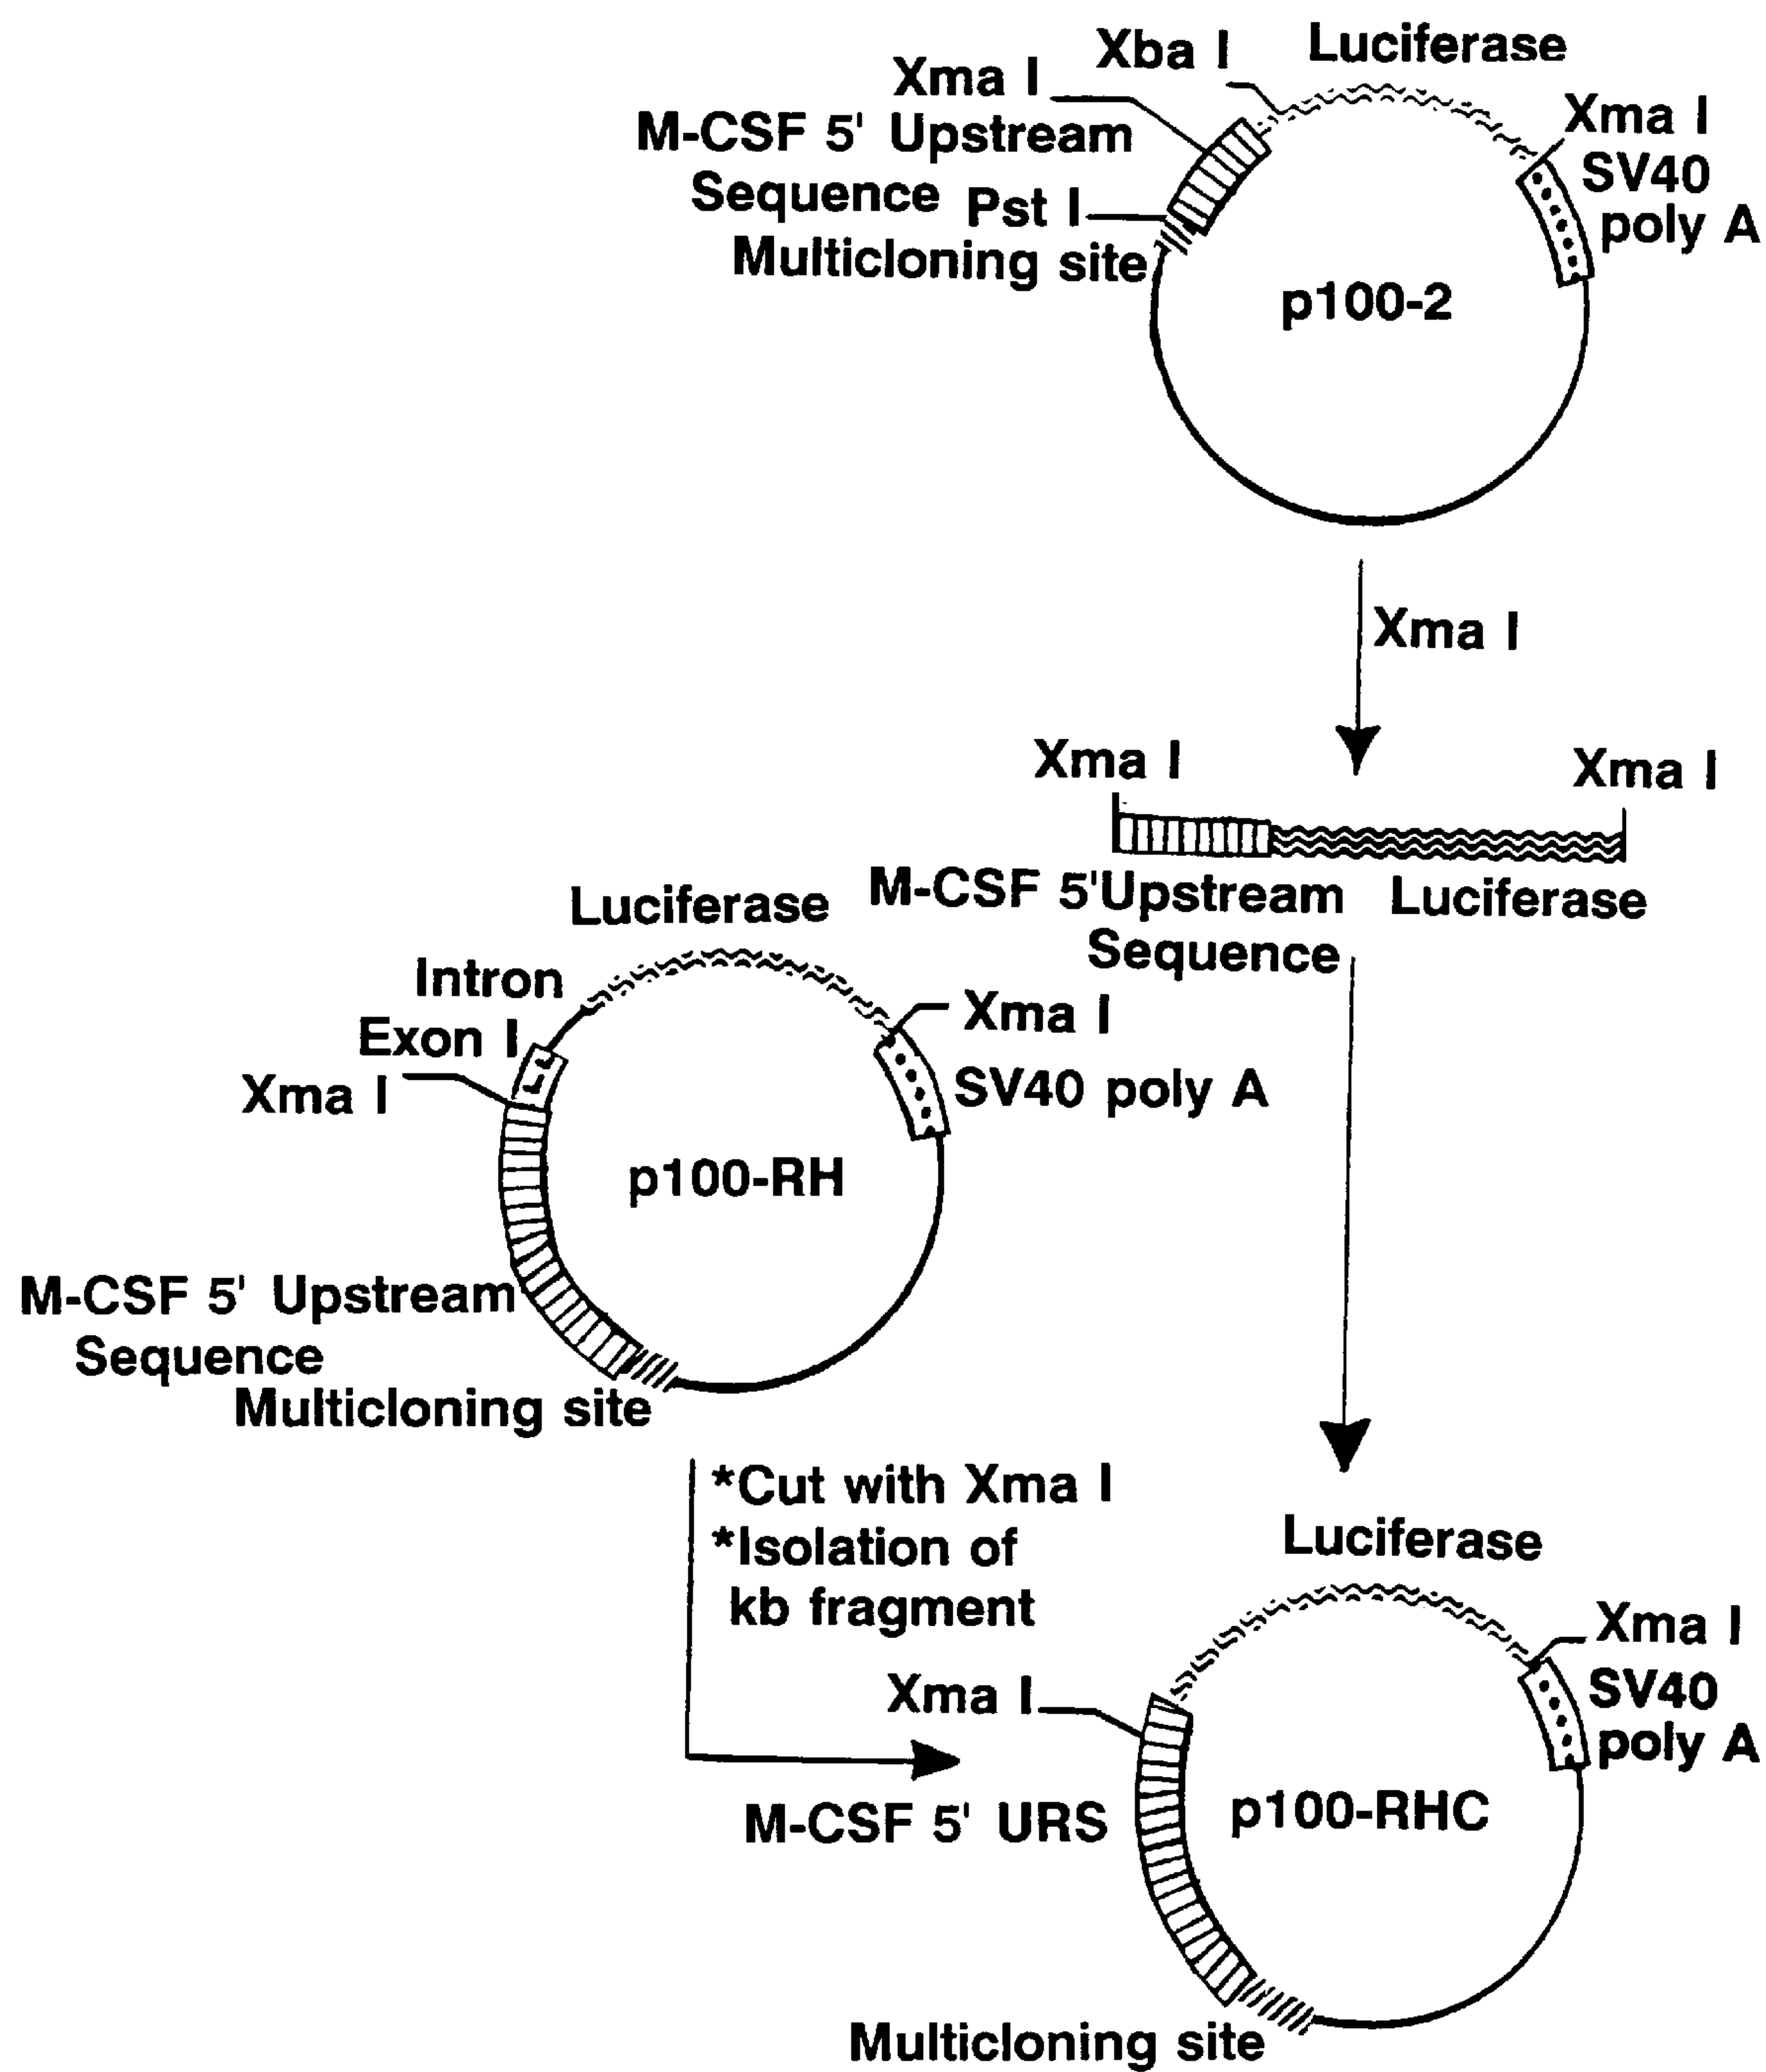 Xba I
Luciferase
Xma I
Xma I
M-CSF 5' Upstream
Sequence
SV40
poly A
Pst I
Multicloning site
p100-2
Xma I
Xma I
Xma I
M-CSF 5'Upstream
Sequence
Luciferase
Luciferase
Intron
Exon I
Xma I
Xma I
SV40 poly A
p100-RH
M-CSF 5' Upstream
Sequence
Multicloning site
*Cut with Xma I
*Isolation of
kb fragment
Luciferase
Xma I
SV40
poly A
Xma I
M-CSF 5' URS
p100-RHC
Multicloning site